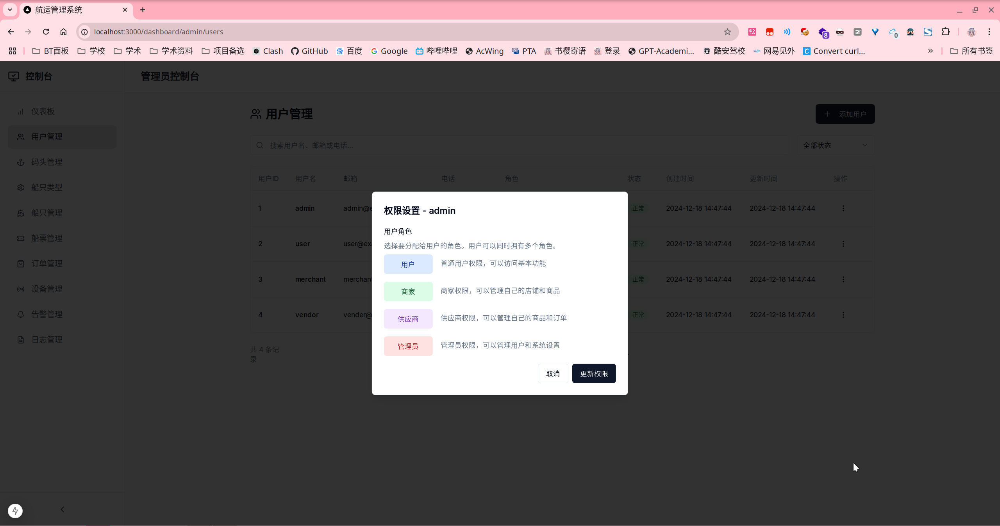 航运管理系统
localhost:3000/dashboard/admin/users
8
0
BT面板 学校 学术 学术资料 项目备选 Clash GitHub 百度 Google 哔哩哔哩 AcWing PTA 书樱寄语 登录 GPT-Academi... 酷安驾校 网易见外 Convert curl... 所有书签
控制台
管理员控制台
仪表板
用户管理
码头管理
船只类型
船只管理
船票管理
订单管理
设备管理
告警管理
日志管理
用户管理
添加用户
搜索用户名、邮箱或电话...
全部状态
用户ID 用户名 邮箱 电话 角色 状态 创建时间 更新时间 操作
1 admin admin@e 正常 2024-12-18 14:47:44 2024-12-18 14:47:44
2 user user@ex 正常 2024-12-18 14:47:44 2024-12-18 14:47:44
3 merchant merchan 正常 2024-12-18 14:47:44 2024-12-18 14:47:44
4 vendor vender@ 正常 2024-12-18 14:47:44 2024-12-18 14:47:44
共 4 条记
录
权限设置 - admin
用户角色
选择要分配给用户的角色。用户可以同时拥有多个角色。
用户 普通用户权限，可以访问基本功能
商家 商家权限，可以管理自己的店铺和商品
供应商 供应商权限，可以管理自己的商品和订单
管理员 管理员权限，可以管理用户和系统设置
取消 更新权限